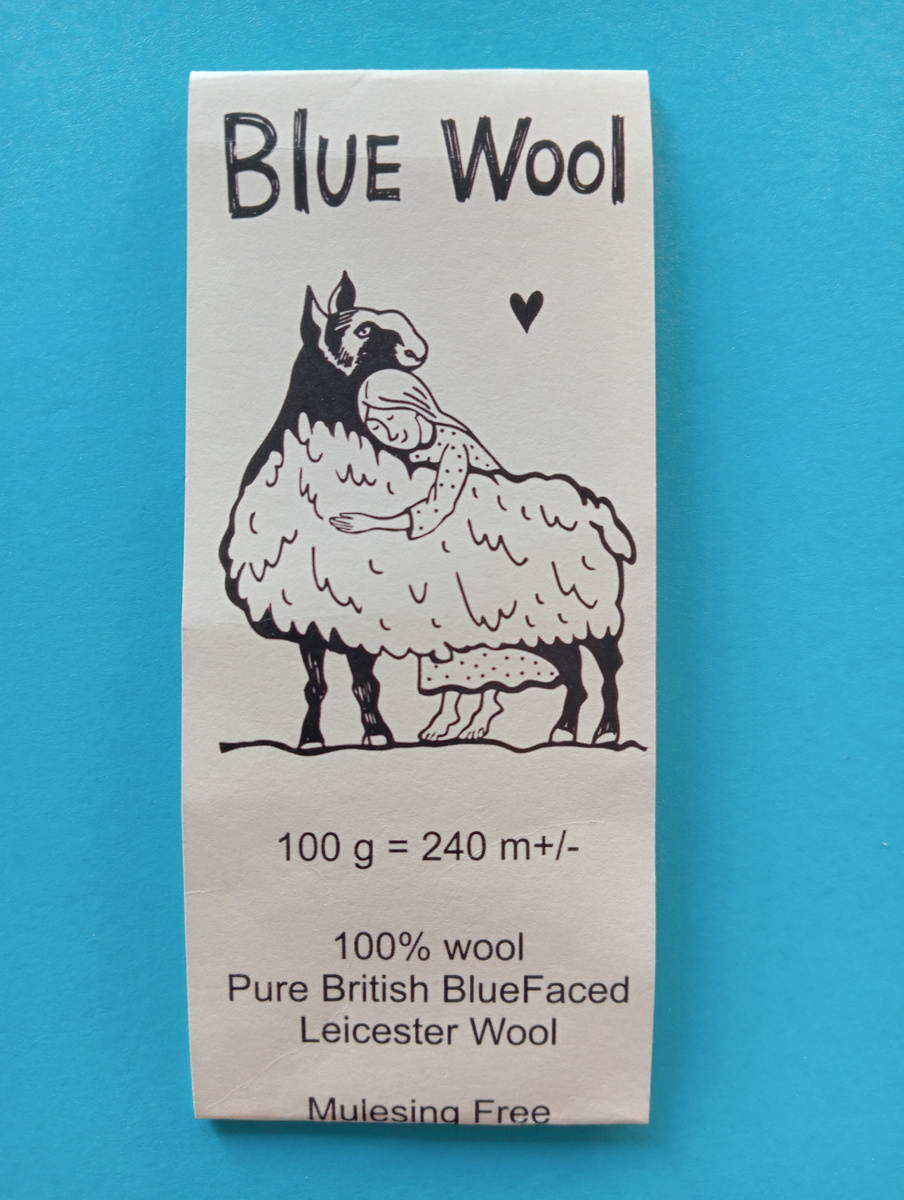 BLUE Wool
100 g = 240 m+/-
100% wool
Pure British BlueFaced
Leicester Wool
Mulesing Free